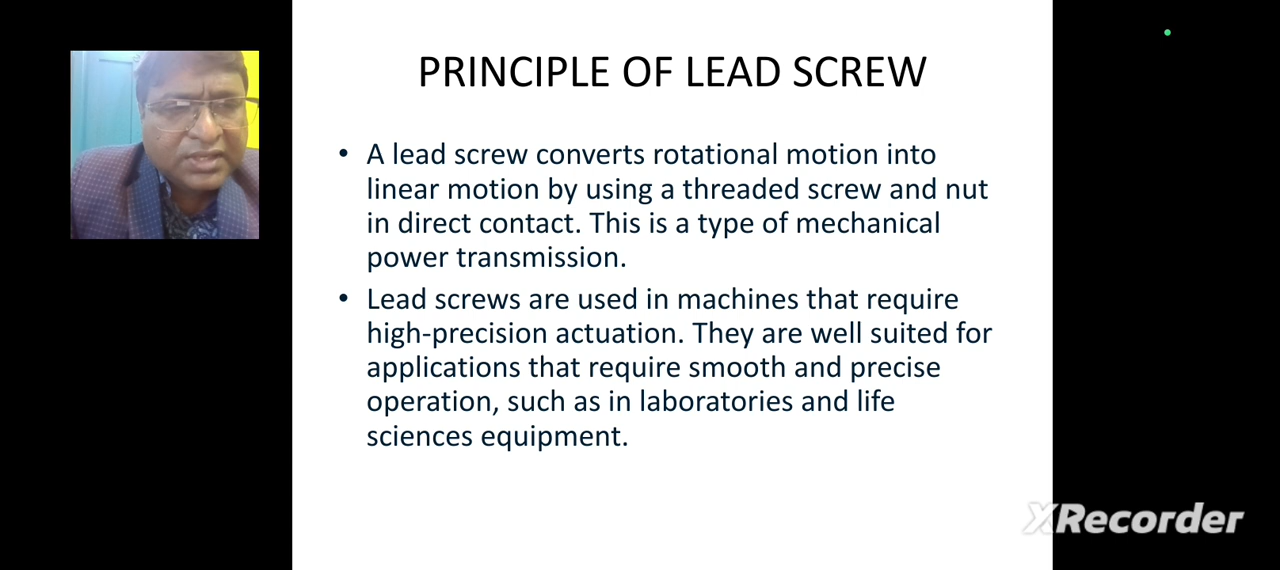 PRINCIPLE OF LEAD SCREW
• A lead screw converts rotational motion into
linear motion by using a threaded screw and nut
in direct contact. This is a type of mechanical
power transmission.
• Lead screws are used in machines that require
high-precision actuation. They are well suited for
applications that require smooth and precise
operation, such as in laboratories and life
sciences equipment.
XRecorder